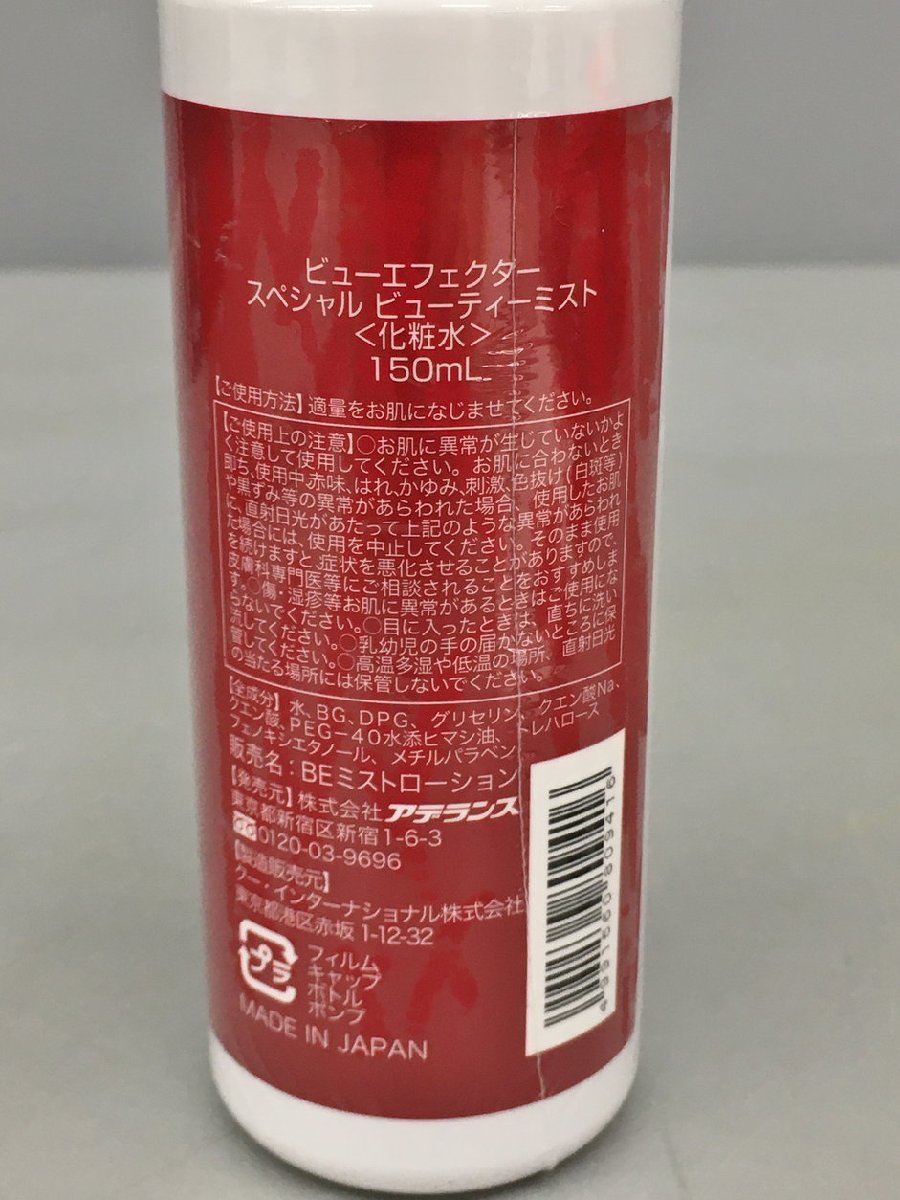 ビューエフェクター
スペシャル ビューティーミスト
＜化粧水＞
150mL
【ご使用方法】適量をお肌になじませてください。
【ご使用上の注意】○お肌に異常が生じていないかよ
く注意して使用してください。お肌に合わないとき
即ち、使用中、赤味、はれ、かゆみ、刺激、色抜け(白斑等)
や黒ずみ等の異常があらわれた場合、使用したお肌
に、直射日光があたって上記のような異常があらわれ
た場合には、使用を中止してください。そのまま使用
を続けますと、症状を悪化させることがありますので、
皮膚科専門医等にご相談されることをおすすめしま
す。○傷・湿疹等お肌に異常があるときはご使用にな
らないでください。○目に入ったときは、直ちに洗い
流してください。○乳幼児の手の届かないところに保
管してください。○高温多湿や低温の場所、直射日光
の当たる場所には保管しないでください。
【全成分】水、BG、DPG、グリセリン、クエン酸Na、
クエン酸、PEG-40水添ヒマシ油、トレハロース
フェノキシエタノール、メチルパラベン
販売名:BEミストローション
【発売元】株式会社アデランス
東京都新宿区新宿1-6-3
0120-03-9696
【製造販売元】
クー・インターナショナル株式会社
東京都港区赤坂1-12-32
プラ
フィルム
キャップ
ボトル
ポンプ
MADE IN JAPAN
4991560809416